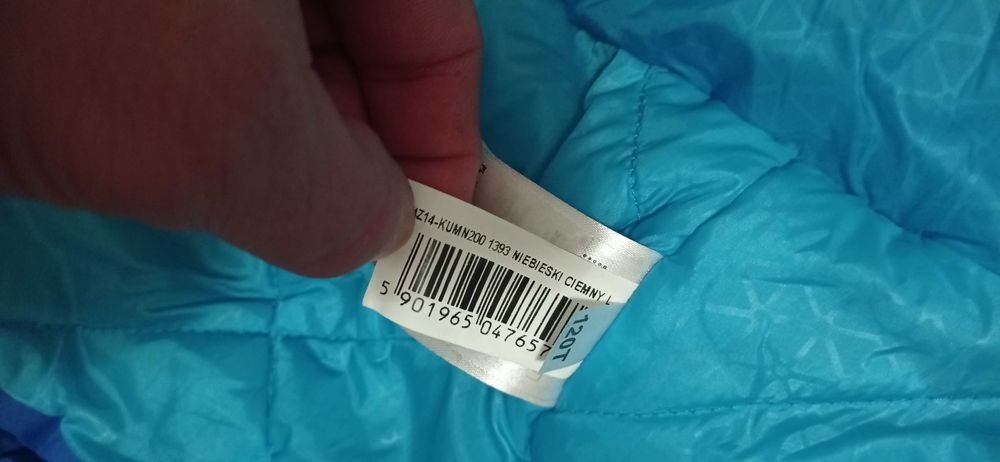 Z14-KUMN200 1393 NIEBIESKI CIEMNY L
5 901965 047657
120T